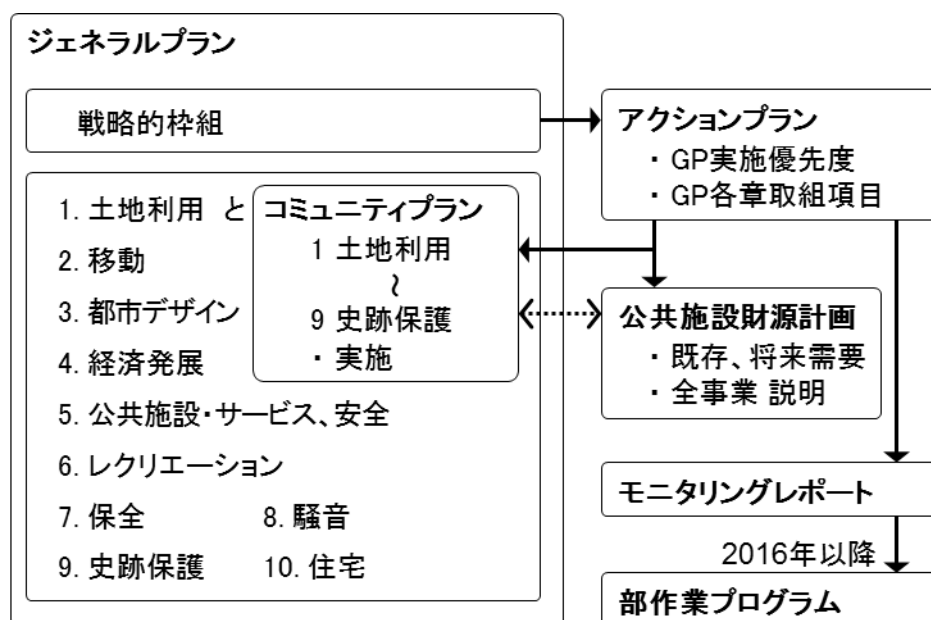 ジェネラルプラン
戦略的枠組
1. 土地利用 と
2. 移動
3. 都市デザイン
4. 経済発展
5. 公共施設・サービス、安全
6. レクリエーション
7. 保全
8. 騒音
9. 史跡保護
10. 住宅
コミュニティプラン
1 土地利用
~
9 史跡保護
・ 実施
アクションプラン
・ GP実施優先度
・ GP各章取組項目
公共施設財源計画
・ 既存、将来需要
・ 全事業 説明
モニタリングレポート
2016年以降
部作業プログラム